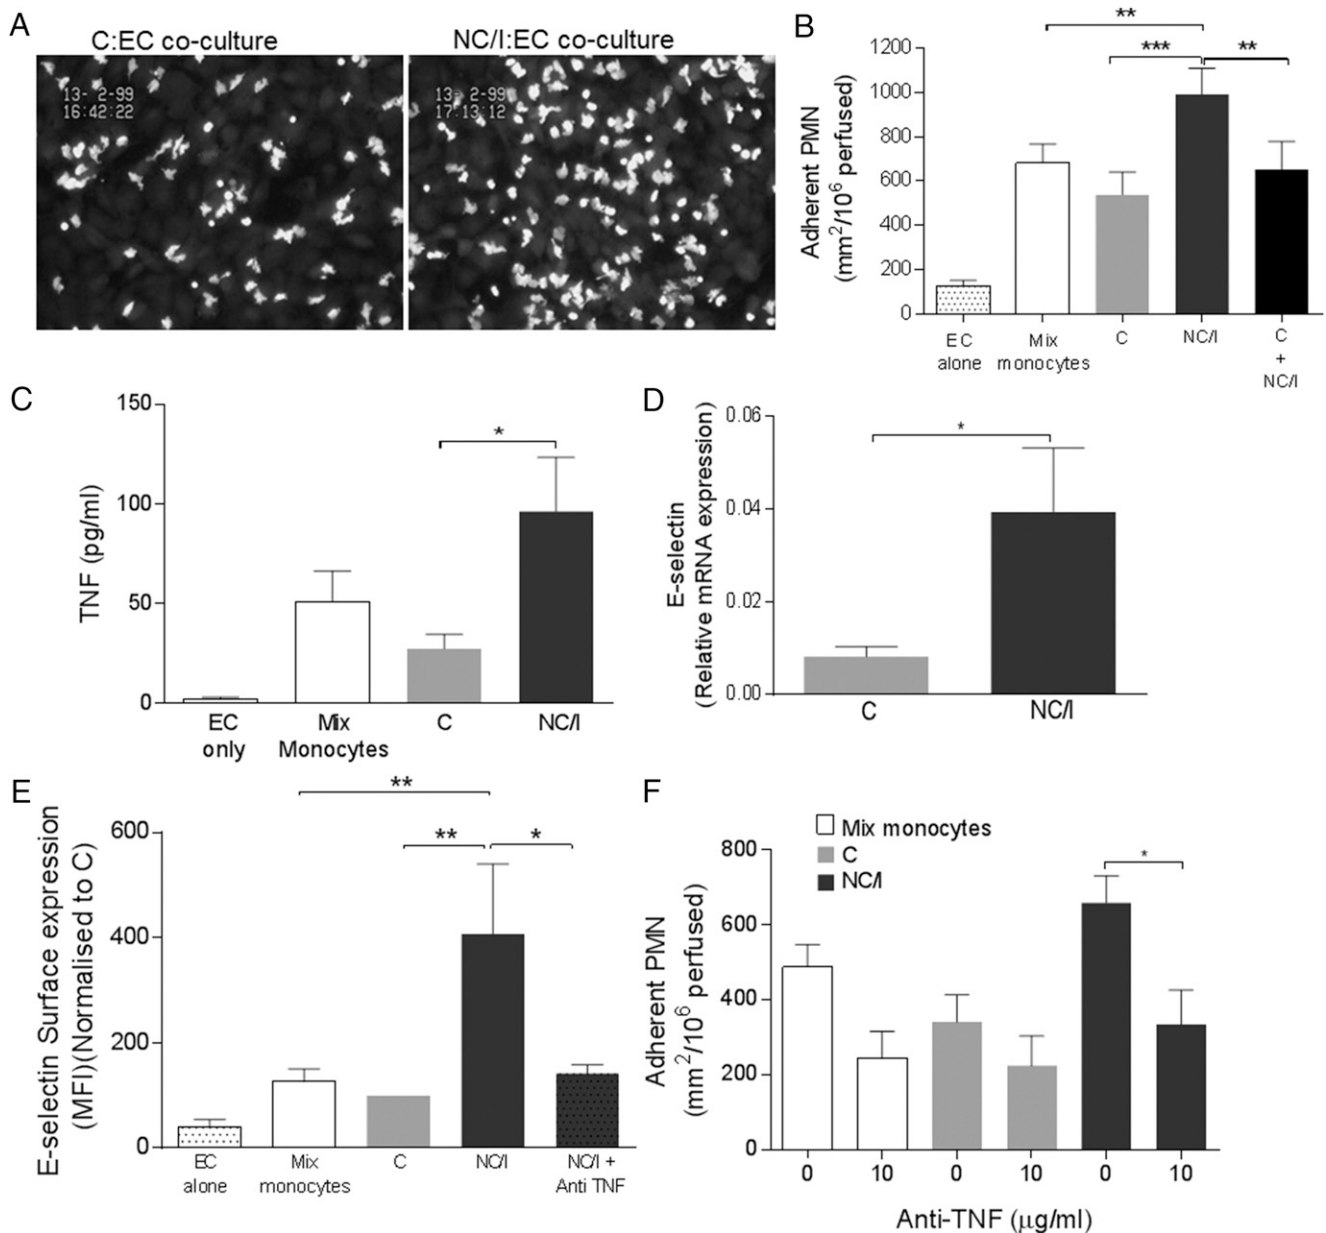 A
C:EC co-culture
NC/I:EC co-culture
13- 2-99
16:42:22
13- 2-99
17:13:12
B
**
***
**
Adherent PMN
(mm²/10⁶ perfused)
1200
1000
800
600
400
200
0
EC
alone
Mix
monocytes
C
NC/I
C
+
NC/I
C
TNF (pg/ml)
150
100
50
0
*
EC
only
Mix
Monocytes
C
NC/I
D
E-selectin
(Relative mRNA expression)
0.06
0.04
0.02
0.00
*
C
NC/I
E
E-selectin Surface expression
(MFI)(Normalised to C)
600
400
200
0
**
**
*
EC
alone
Mix
monocytes
C
NC/I
NC/I +
Anti TNF
F
Mix monocytes
C
NC/I
Adherent PMN
(mm²/10⁶ perfused)
800
600
400
200
0
*
0
10
0
10
0
10
Anti-TNF (μg/ml)